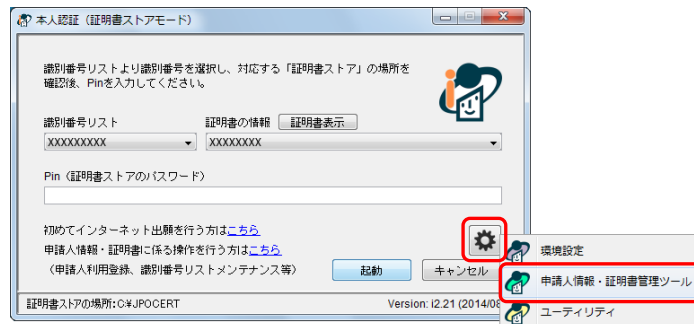 本人認証（証明書ストアモード）
識別番号リストより識別番号を選択し、対応する「証明書ストア」の場所を
確認後、Pinを入力してください。
識別番号リスト 証明書の情報 証明書表示
XXXXXXXXX XXXXXXXX
Pin（証明書ストアのパスワード）
初めてインターネット出願を行う方はこちら
申請人情報・証明書に係る操作を行う方はこちら
（申請人利用登録、識別番号リストメンテナンス等） 起動 キャンセル
証明書ストアの場所:C:¥JPOCERT Version: i2.21 (2014/08
環境設定
申請人情報・証明書管理ツール
ユーティリティ